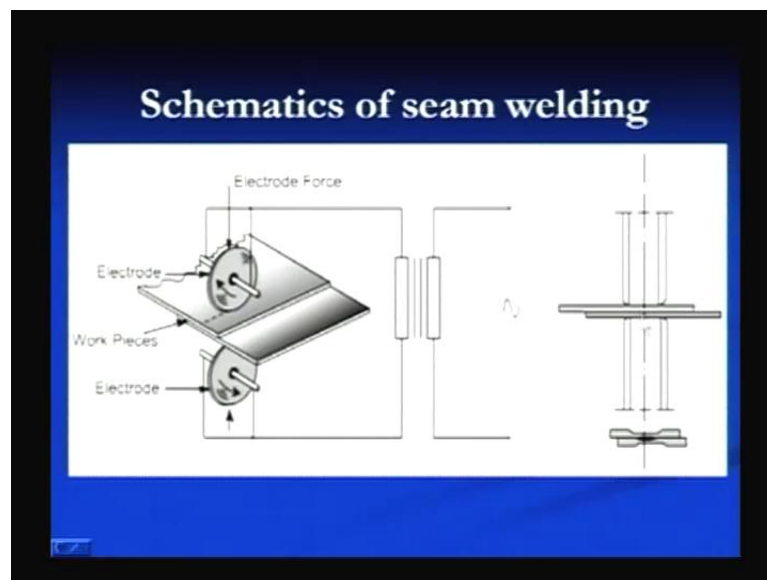 Schematics of seam welding
Electrode Force
Electrode
Work Pieces
Electrode